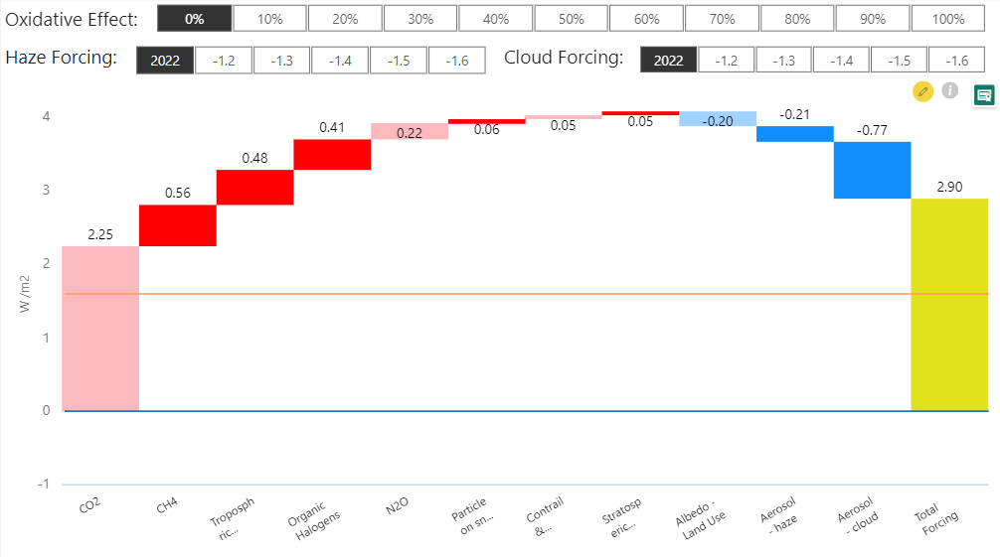 Oxidative Effect: 0% 10% 20% 30% 40% 50% 60% 70% 80% 90% 100%
Haze Forcing: 2022 -1.2 -1.3 -1.4 -1.5 -1.6 Cloud Forcing: 2022 -1.2 -1.3 -1.4 -1.5 -1.6
i
4
3
2
1
0
-1
W/m2
2.25
0.56
0.48
0.41
0.22
0.06
0.05
0.05
-0.20
-0.21
-0.77
2.90
CO2
CH4
Troposph
ric...
Organic
Halogens
N2O
Particle
on sn...
Contrail
&...
Stratosp
eric...
Albedo -
Land Use
Aerosol
- haze
Aerosol
- cloud
Total
Forcing